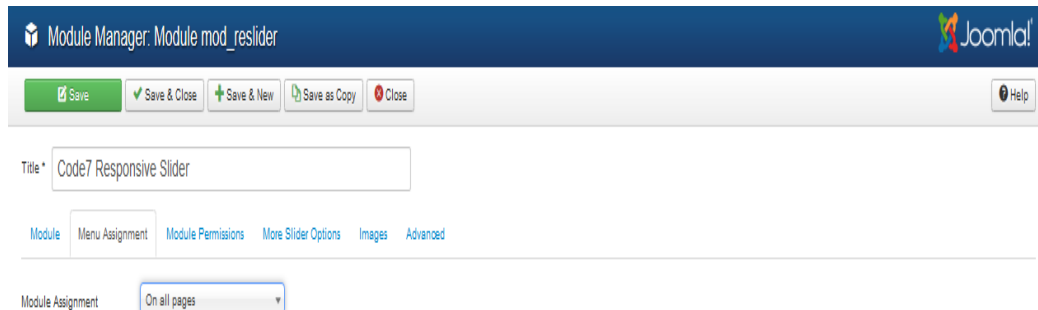 Module Manager: Module mod_reslider
Joomla!
Save
Save & Close
Save & New
Save as Copy
Close
Help
Title *
Code7 Responsive Slider
Module
Menu Assignment
Module Permissions
More Slider Options
Images
Advanced
Module Assignment
On all pages